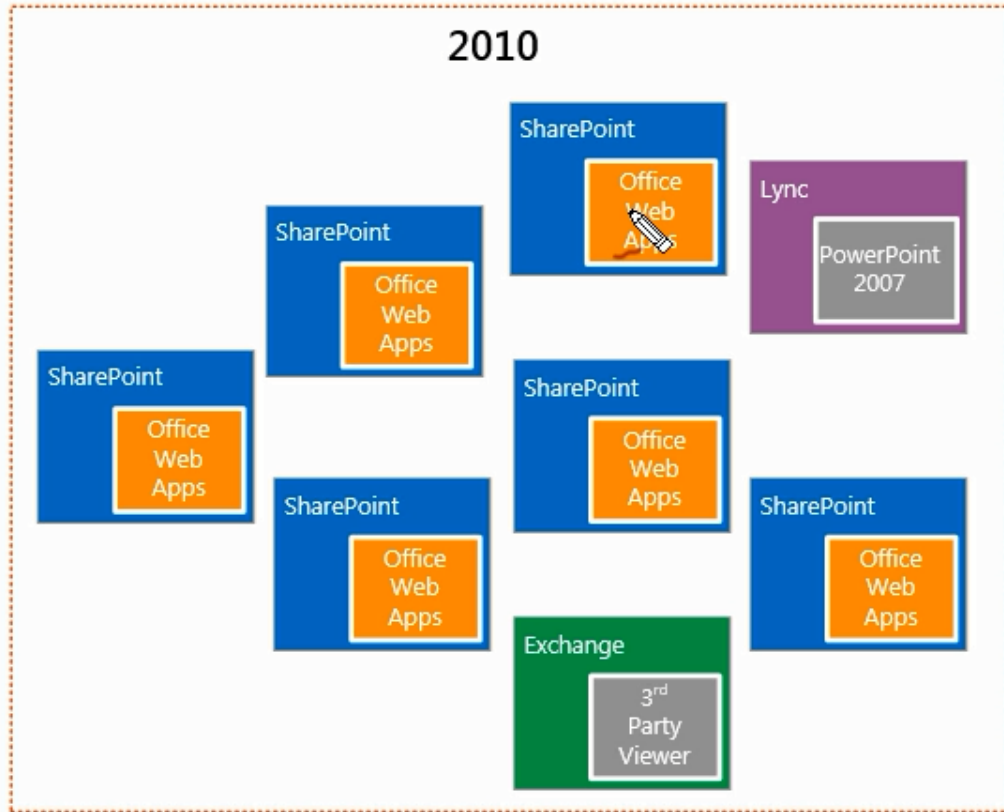 2010
SharePoint
Office
Web
Apps
Lync
PowerPoint
2007
SharePoint
Office
Web
Apps
SharePoint
Office
Web
Apps
SharePoint
Office
Web
Apps
SharePoint
Office
Web
Apps
SharePoint
Office
Web
Apps
Exchange
3rd
Party
Viewer